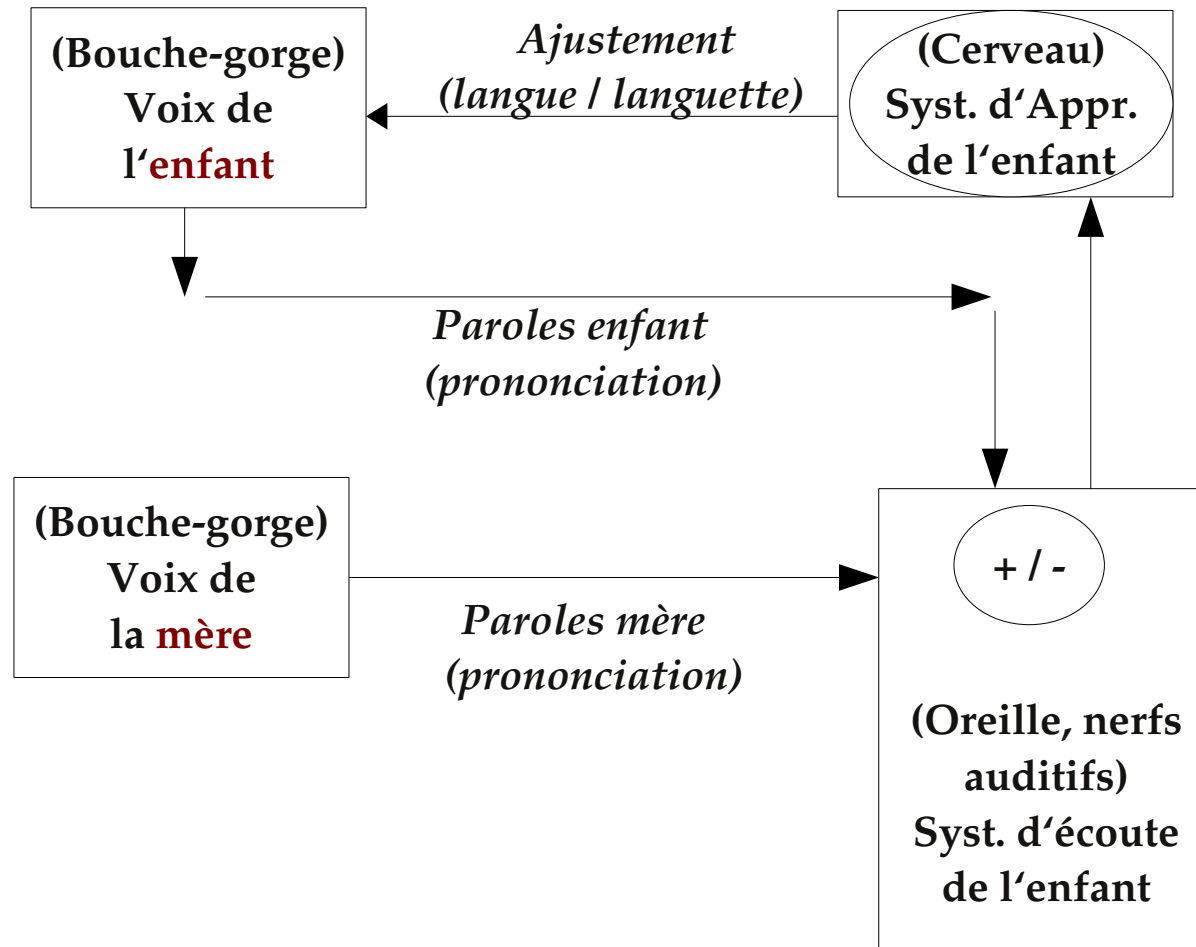 (Bouche-gorge)
Voix de
l‘enfant
Ajustement
(langue / languette)
(Cerveau)
Syst. d‘Appr.
de l‘enfant
Paroles enfant
(prononciation)
(Bouche-gorge)
Voix de
la mère
Paroles mère
(prononciation)
+ / -
(Oreille, nerfs
auditifs)
Syst. d‘écoute
de l‘enfant